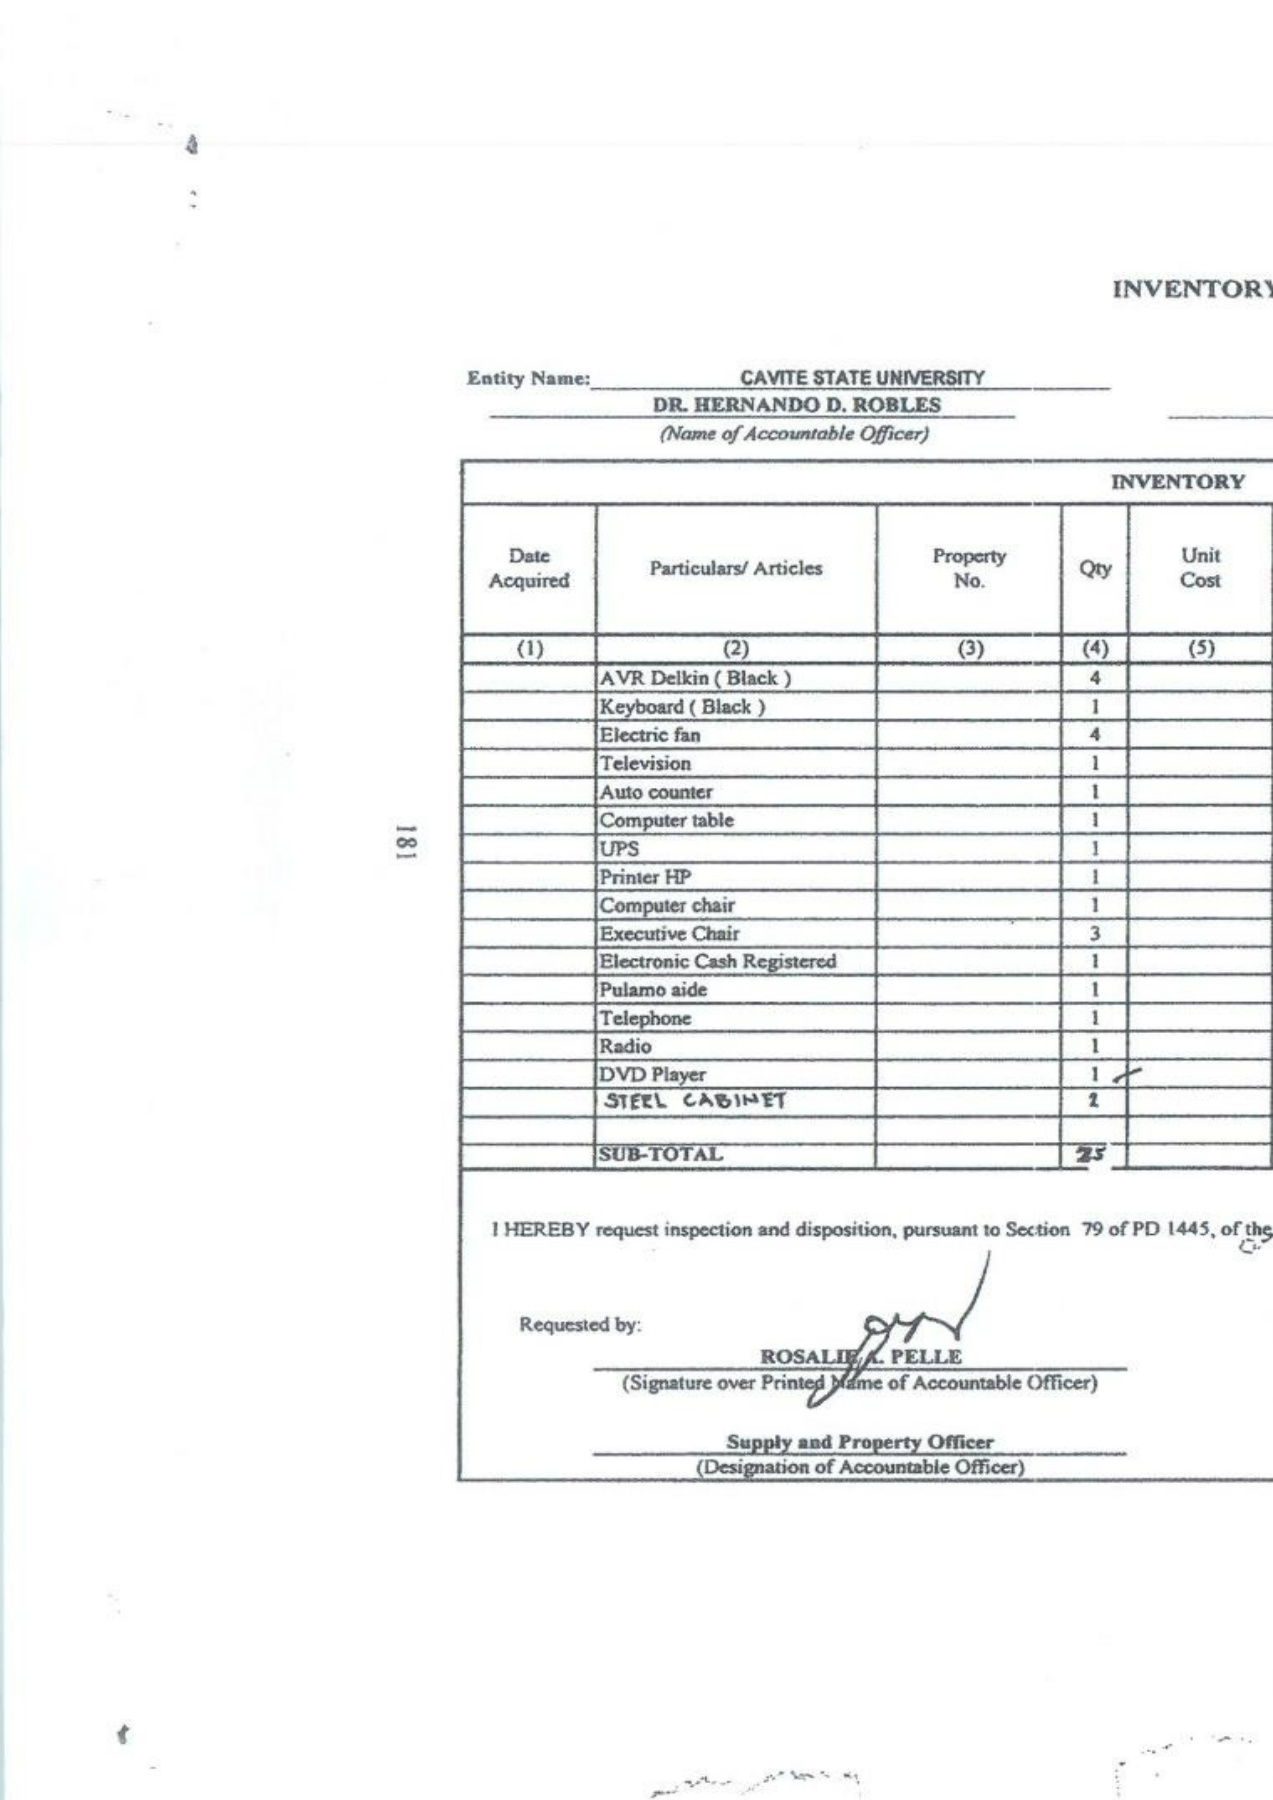 INVENTORY
Entity Name: CAVITE STATE UNIVERSITY
DR. HERNANDO D. ROBLES
(Name of Accountable Officer)
INVENTORY
Date Acquired Particulars/ Articles Property No. Qty Unit Cost
(1) (2) (3) (4) (5)
AVR Delkin ( Black ) 4
Keyboard ( Black ) 1
Electric fan 4
Television 1
Auto counter 1
Computer table 1
UPS 1
Printer HP 1
Computer chair 1
Executive Chair 3
Electronic Cash Registered 1
Pulamo aide 1
Telephone 1
Radio 1
DVD Player 1
STEEL CABINET 2
SUB-TOTAL 25
181
I HEREBY request inspection and disposition, pursuant to Section 79 of PD 1445, of the
Requested by:
ROSALIE A. PELLE
(Signature over Printed Name of Accountable Officer)
Supply and Property Officer
(Designation of Accountable Officer)